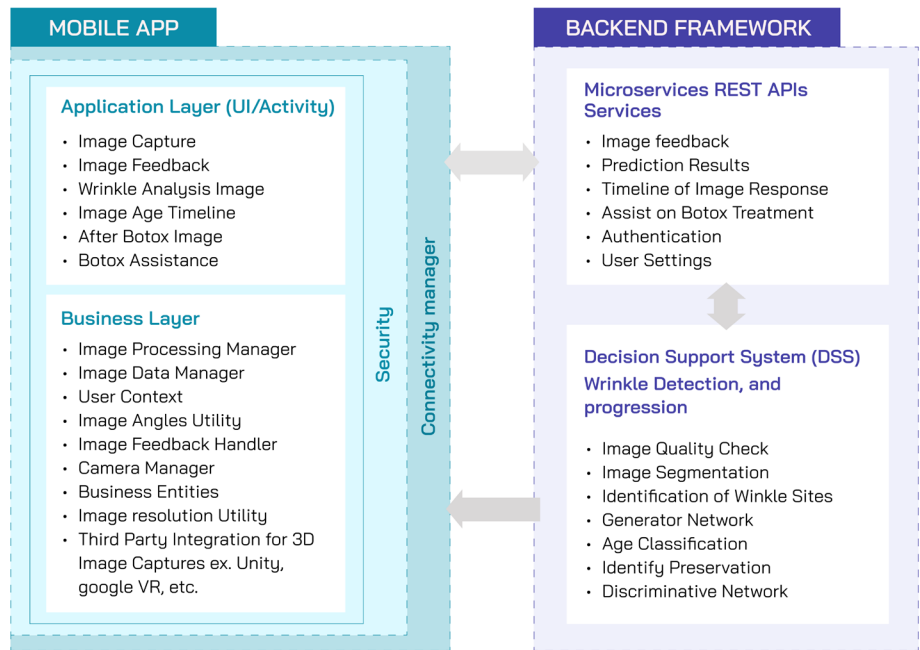 MOBILE APP
Application Layer (UI/Activity)
• Image Capture
• Image Feedback
• Wrinkle Analysis Image
• Image Age Timeline
• After Botox Image
• Botox Assistance
Business Layer
• Image Processing Manager
• Image Data Manager
• User Context
• Image Angles Utility
• Image Feedback Handler
• Camera Manager
• Business Entities
• Image resolution Utility
• Third Party Integration for 3D
Image Captures ex. Unity,
google VR, etc.
Security
Connectivity manager
BACKEND FRAMEWORK
Microservices REST APIs
Services
• Image feedback
• Prediction Results
• Timeline of Image Response
• Assist on Botox Treatment
• Authentication
• User Settings
Decision Support System (DSS)
Wrinkle Detection, and
progression
• Image Quality Check
• Image Segmentation
• Identification of Winkle Sites
• Generator Network
• Age Classification
• Identify Preservation
• Discriminative Network